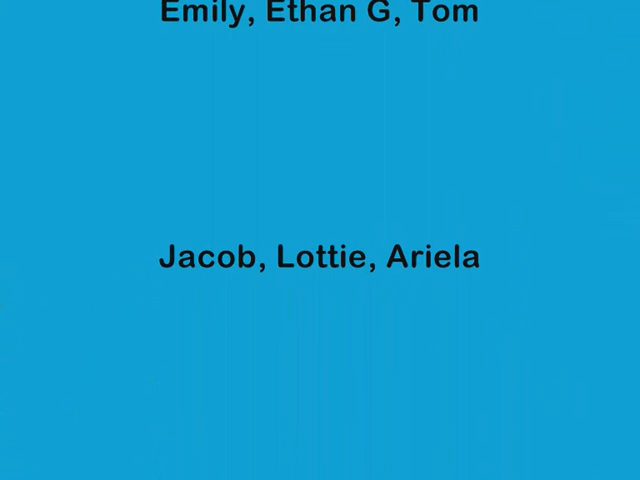 Emily, Ethan G, Tom
Jacob, Lottie, Ariela